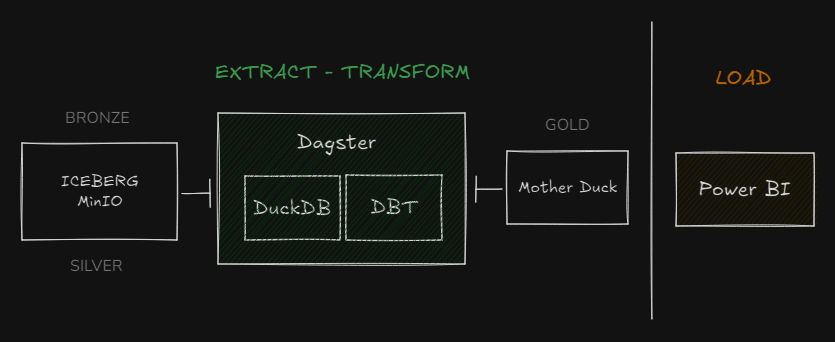 EXTRACT - TRANSFORM
LOAD
BRONZE
GOLD
Dagster
ICEBERG
MinIO
Mother Duck
Power BI
DuckDB
DBT
SILVER